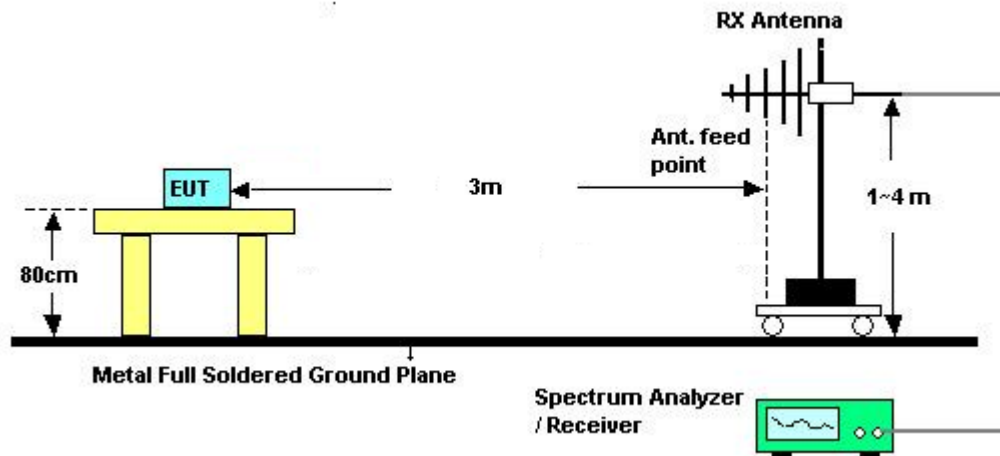 RX Antenna
Ant. feed
point
EUT
3m
1~4 m
80cm
Metal Full Soldered Ground Plane
Spectrum Analyzer
/ Receiver